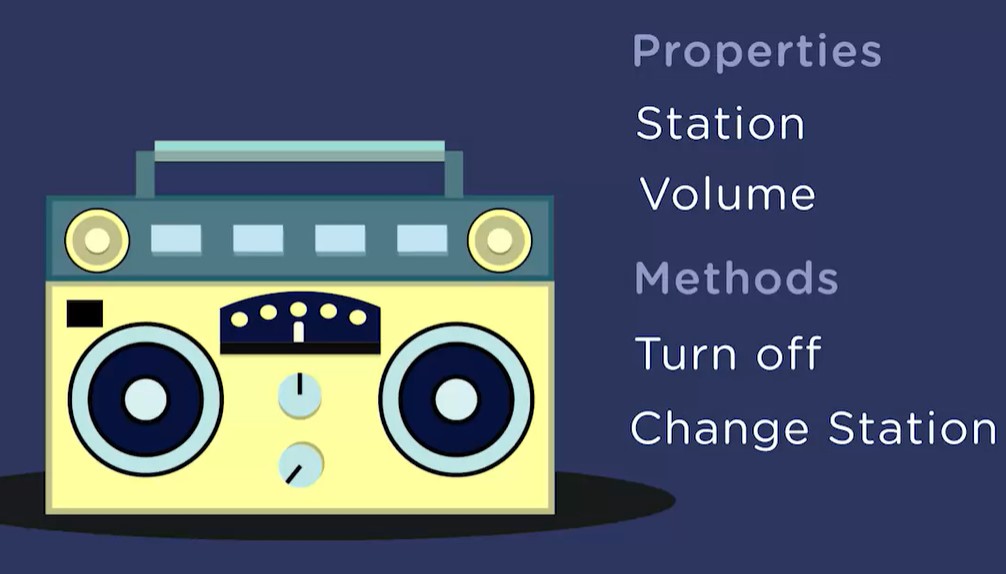 Properties
Station
Volume
Methods
Turn off
Change Station